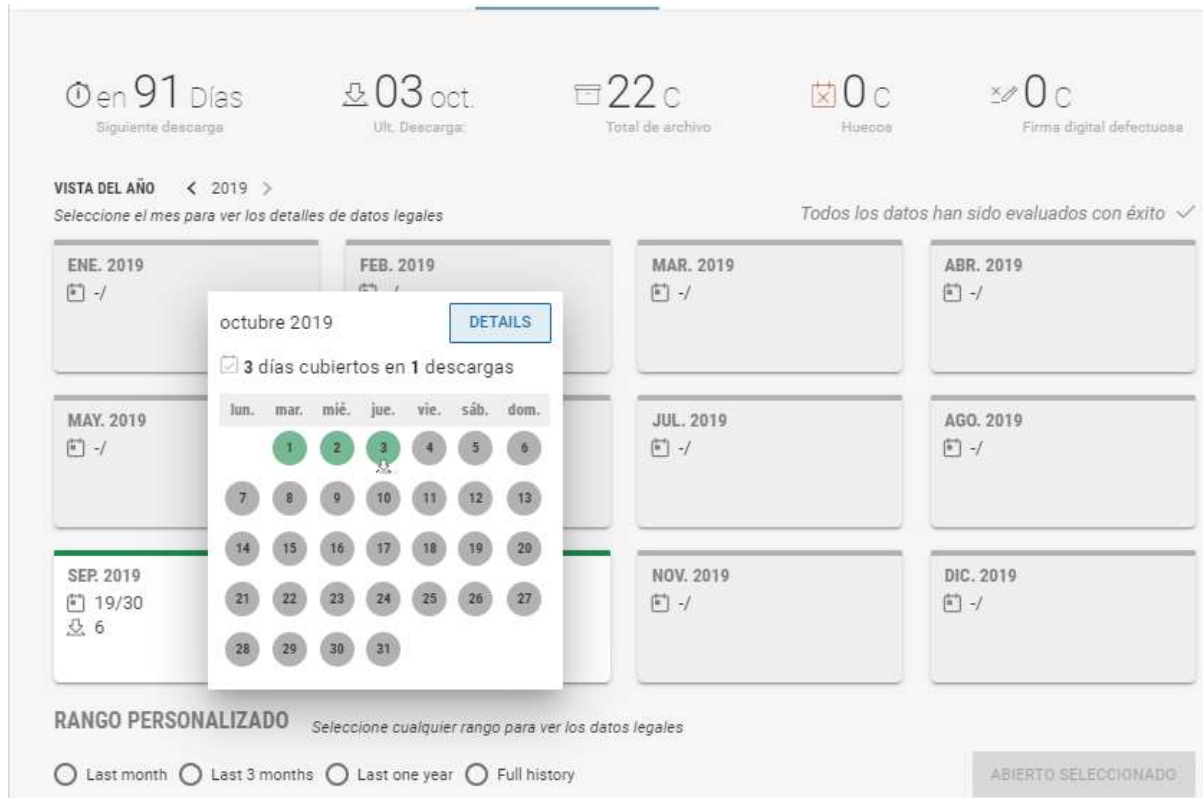 en 91 Días
Siguiente descarga
03 oct.
Ult. Descarga:
22 C
Total de archivo
0 C
Huecos
0 C
Firma digital defectuosa
VISTA DEL AÑO < 2019 >
Seleccione el mes para ver los detalles de datos legales
Todos los datos han sido evaluados con éxito
ENE. 2019
-/
FEB. 2019
MAR. 2019
-/
ABR. 2019
-/
octubre 2019
DETAILS
3 días cubiertos en 1 descargas
lun. mar. mié. jue. vie. sáb. dom.
1 2 3 4 5 6
7 8 9 10 11 12 13
14 15 16 17 18 19 20
21 22 23 24 25 26 27
28 29 30 31
MAY. 2019
-/
JUL. 2019
-/
AGO. 2019
-/
SEP. 2019
19/30
6
NOV. 2019
-/
DIC. 2019
-/
RANGO PERSONALIZADO
Seleccione cualquier rango para ver los datos legales
Last month Last 3 months Last one year Full history
ABIERTO SELECCIONADO